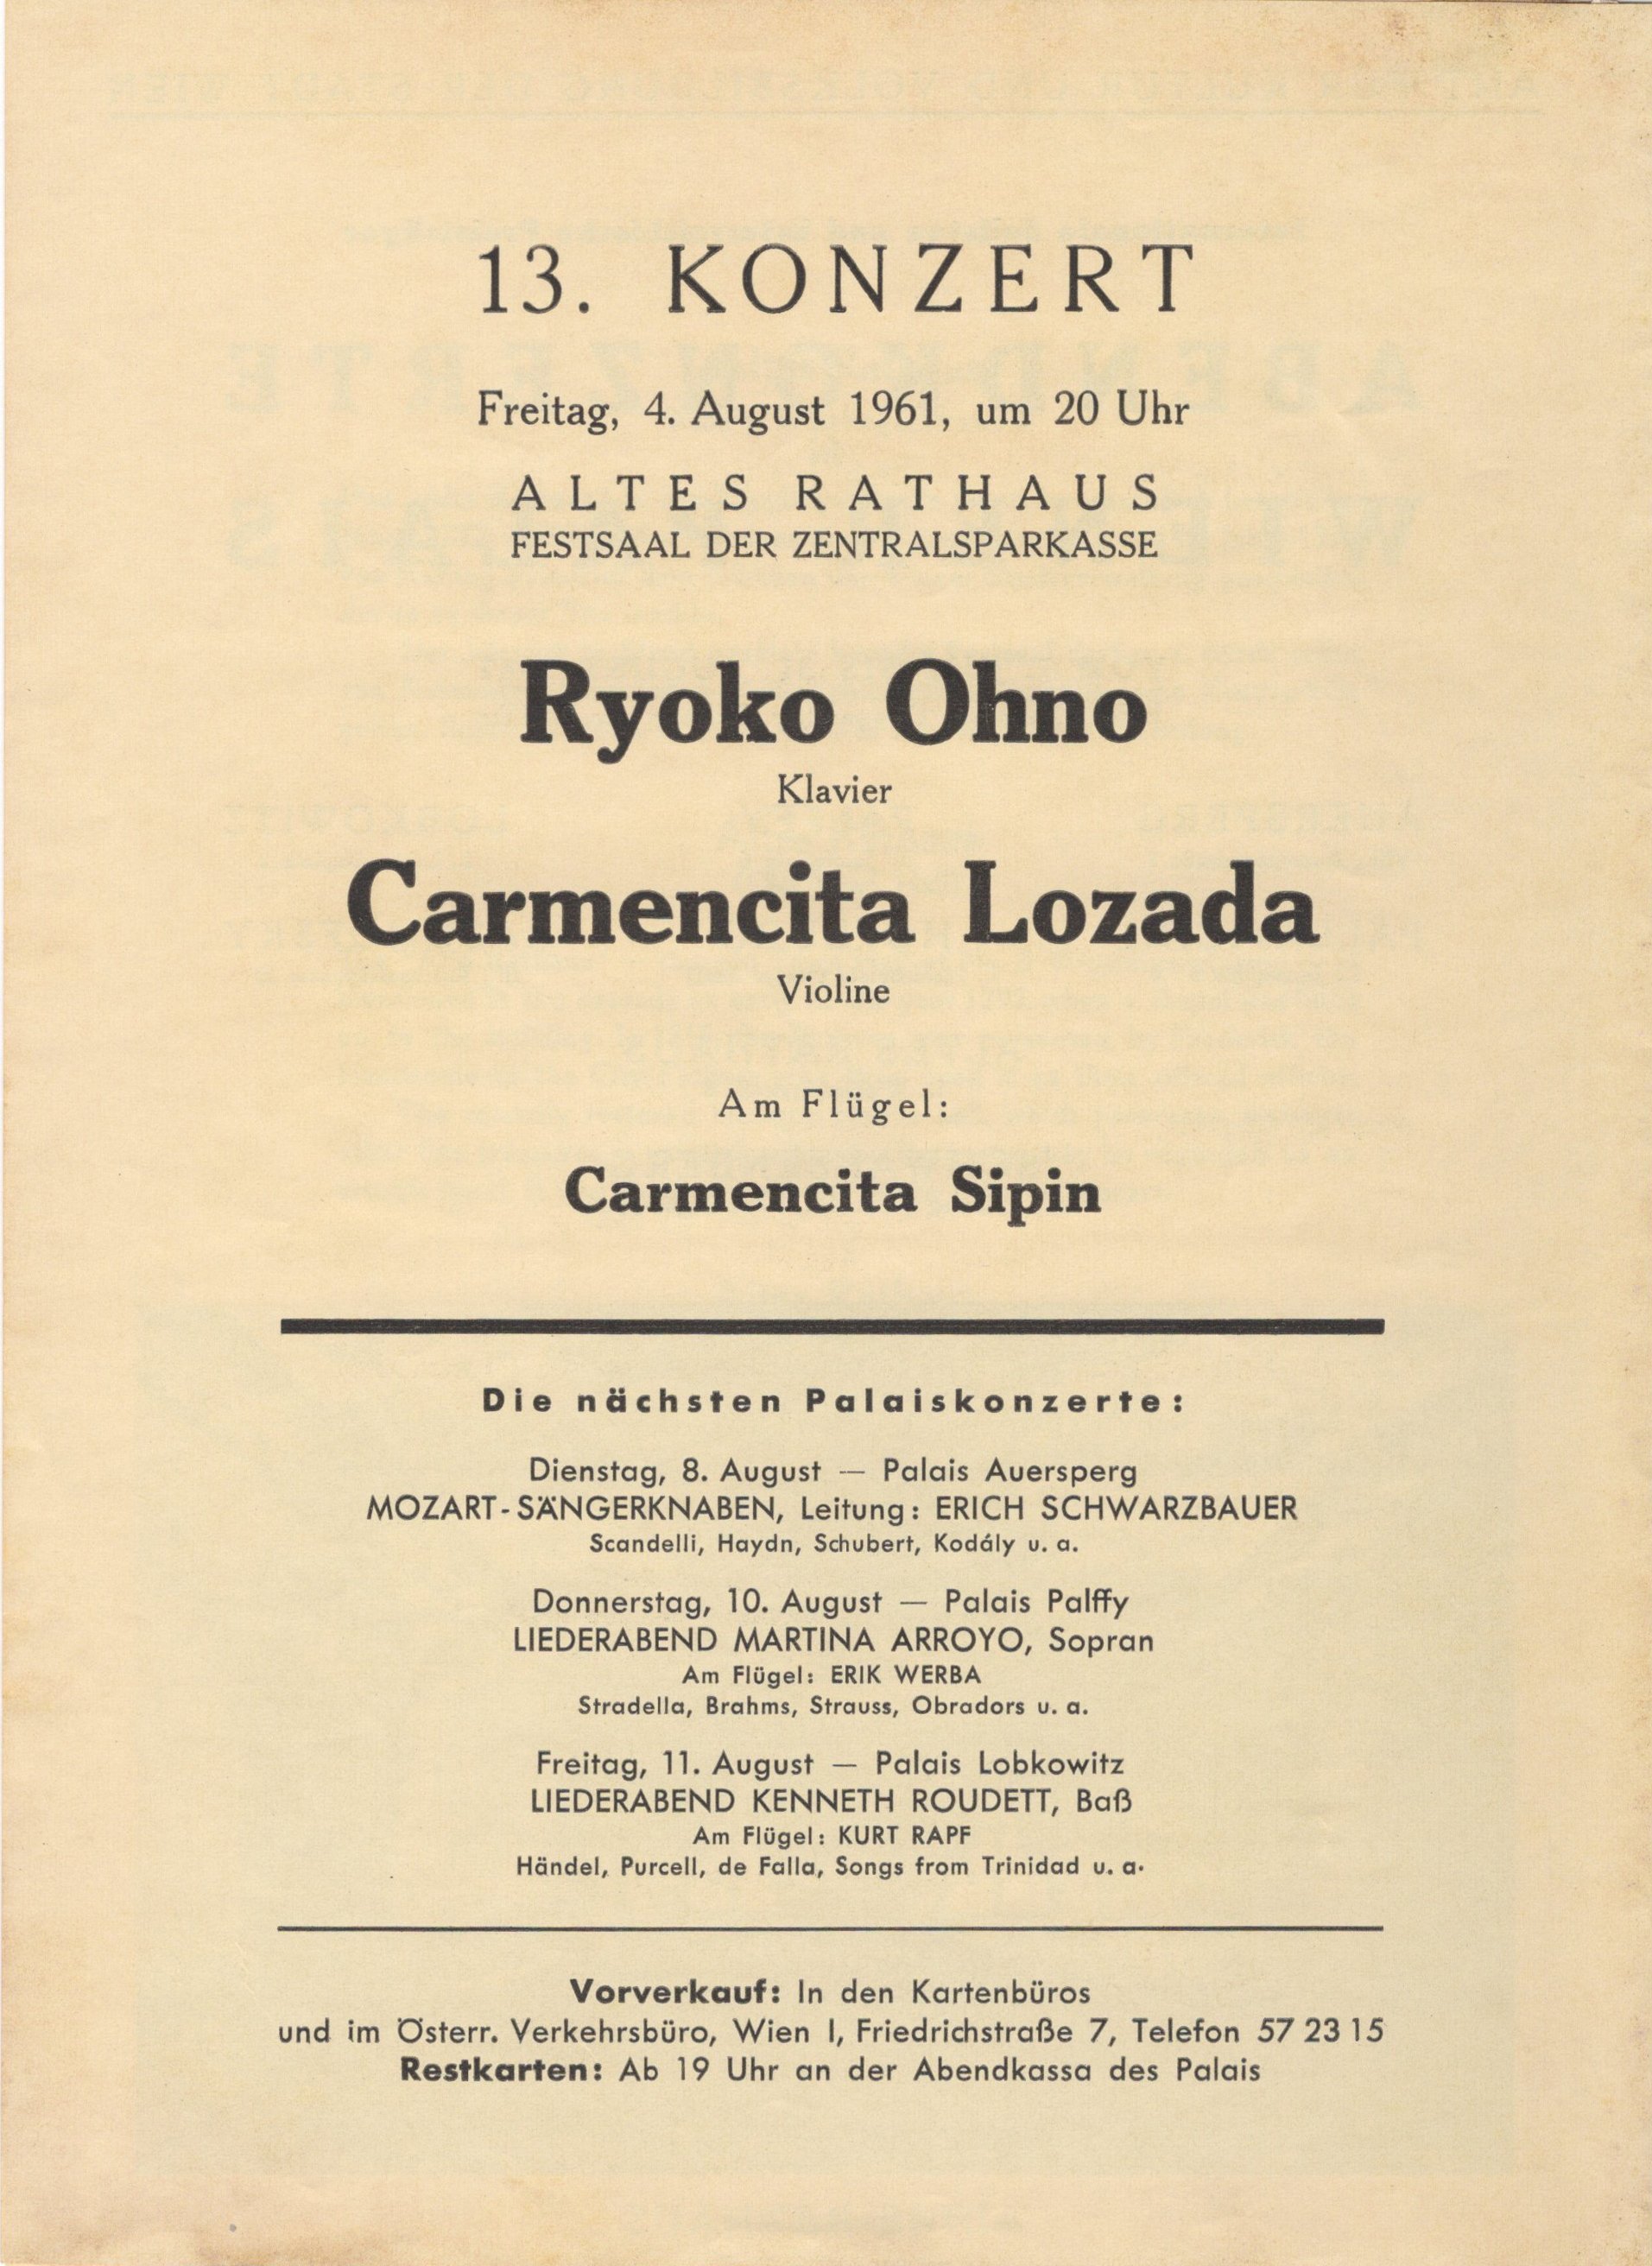 13. KONZERT
Freitag, 4. August 1961, um 20 Uhr
ALTES RATHAUS
FESTSAAL DER ZENTRALSPARKASSE
Ryoko Ohno
Klavier
Carmencita Lozada
Violine
Am Flügel:
Carmencita Sipin
Die nächsten Palaiskonzerte:
Dienstag, 8. August — Palais Auersperg
MOZART-SÄNGERKNABEN, Leitung: ERICH SCHWARZBAUER
Scandelli, Haydn, Schubert, Kodály u. a.
Donnerstag, 10. August — Palais Palffy
LIEDERABEND MARTINA ARROYO, Sopran
Am Flügel: ERIK WERBA
Stradella, Brahms, Strauss, Obradors u. a.
Freitag, 11. August — Palais Lobkowitz
LIEDERABEND KENNETH ROUDETT, Baß
Am Flügel: KURT RAPF
Händel, Purcell, de Falla, Songs from Trinidad u. a.
Vorverkauf: In den Kartenbüros
und im Österr. Verkehrsbüro, Wien I, Friedrichstraße 7, Telefon 57 23 15
Restkarten: Ab 19 Uhr an der Abendkassa des Palais